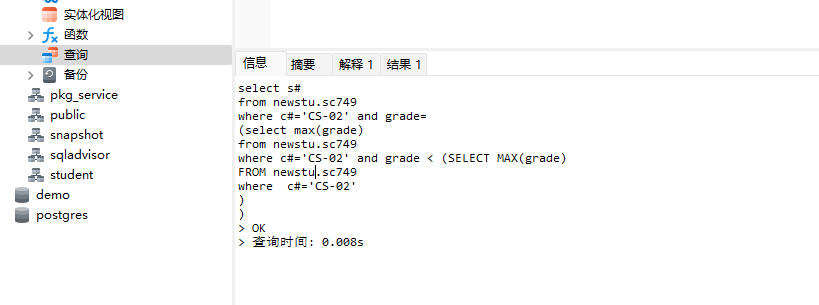 实体化视图
函数
查询
备份
pkg_service
public
snapshot
sqladvisor
student
demo
postgres
信息 摘要 解释 1 结果 1
select s#
from newstu.sc749
where c#='CS-02' and grade=
(select max(grade)
from newstu.sc749
where c#='CS-02' and grade < (SELECT MAX(grade)
FROM newstu.sc749
where  c#='CS-02'
)
)
> OK
> 查询时间: 0.008s